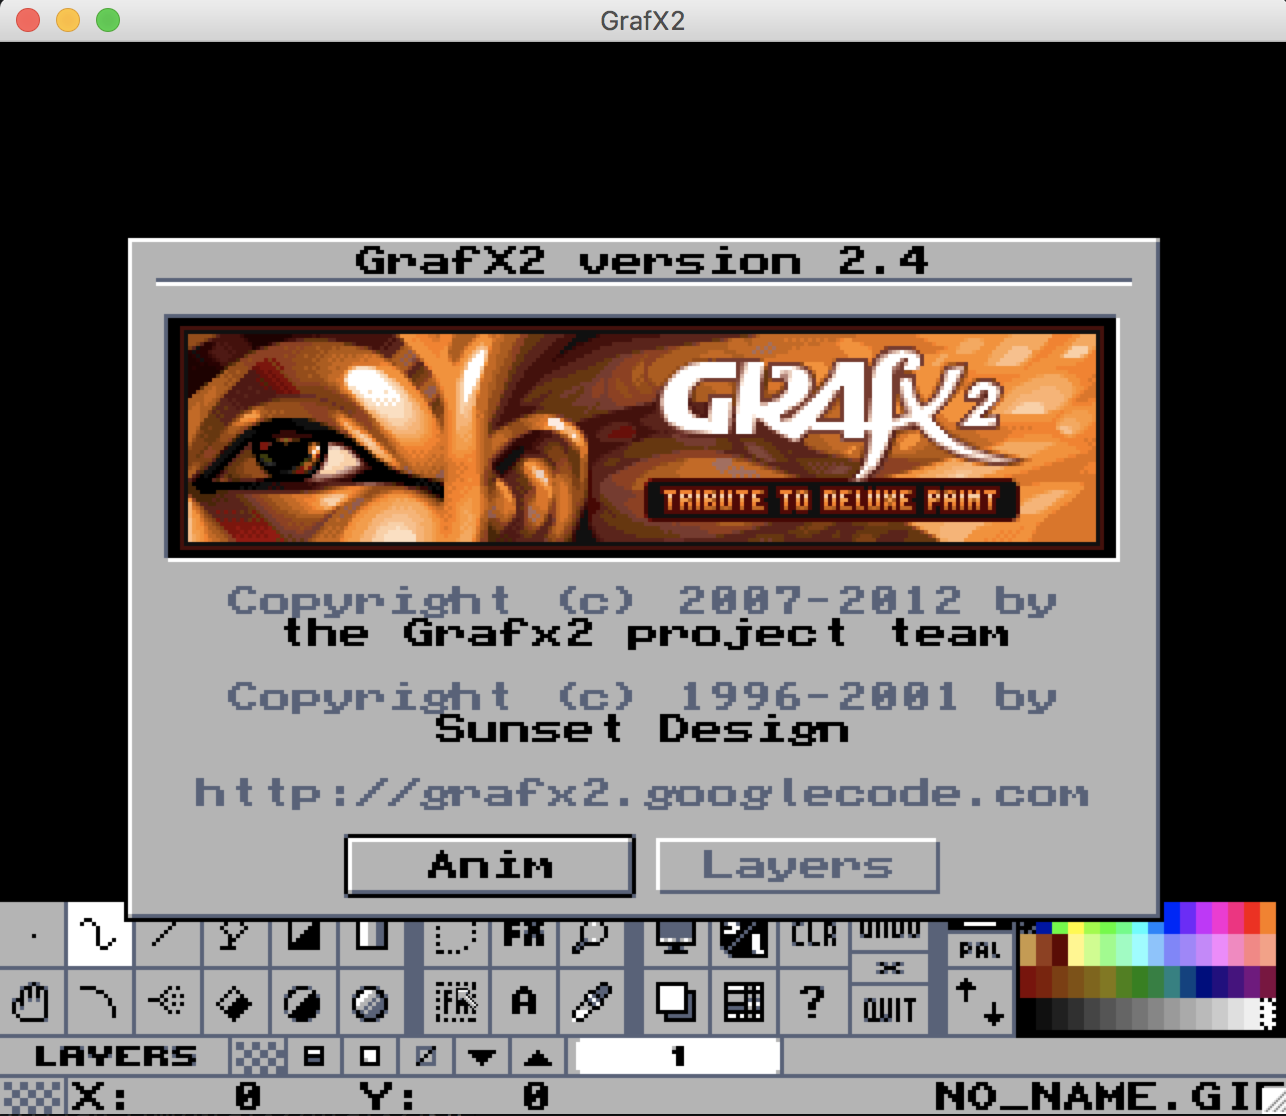 GrafX2
GrafX2 version 2.4
GRAFX2
TRIBUTE TO DELUXE PAINT
Copyright (c) 2007-2012 by
the Grafx2 project team
Copyright (c) 1996-2001 by
Sunset Design
http://grafx2.googlecode.com
Anim Layers
FX CLR UNDO PAL
A ? QUIT
LAYERS 1
X: 0 Y: 0 NO_NAME.GIF